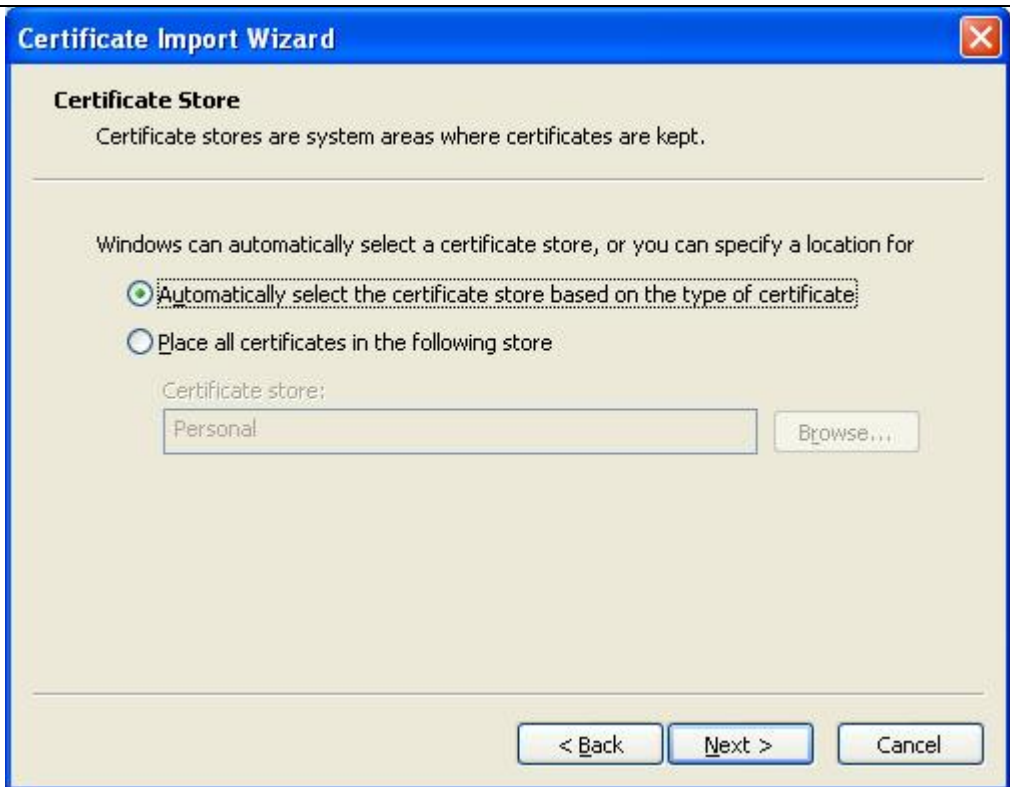 Certificate Import Wizard
Certificate Store
Certificate stores are system areas where certificates are kept.
Windows can automatically select a certificate store, or you can specify a location for
Automatically select the certificate store based on the type of certificate
Place all certificates in the following store
Certificate store:
Personal
Browse...
< Back
Next >
Cancel